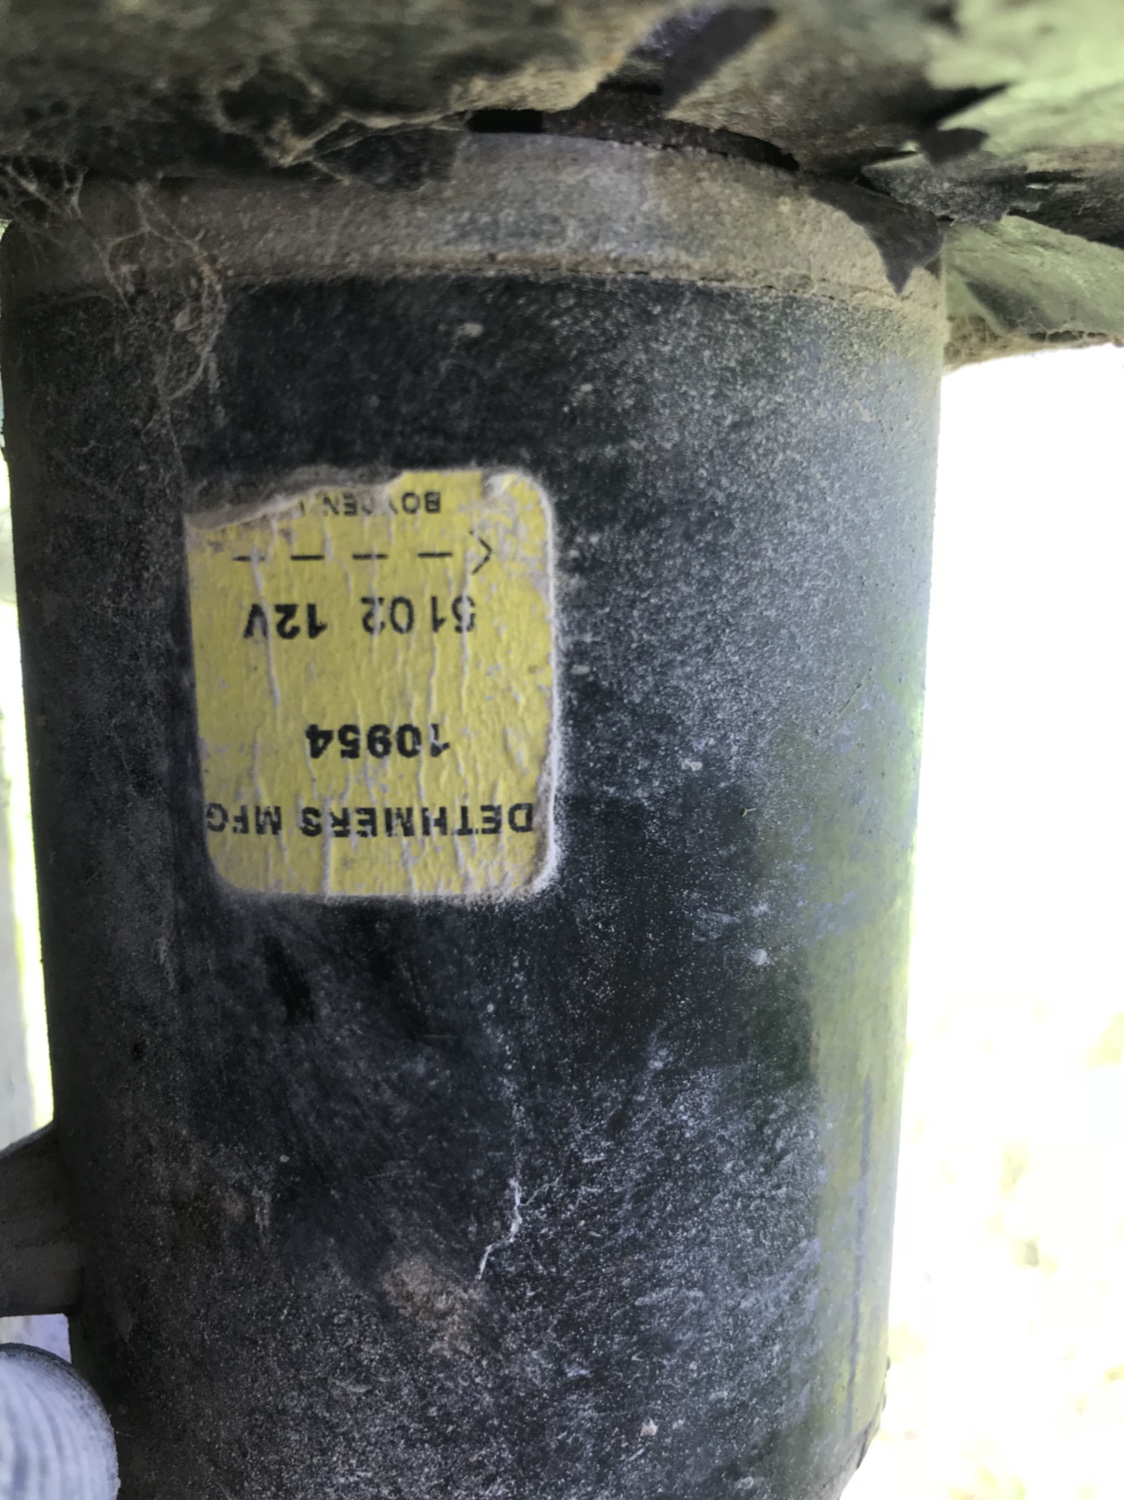 DETHMERS MFG
10954
5102 12V
BOYDEN